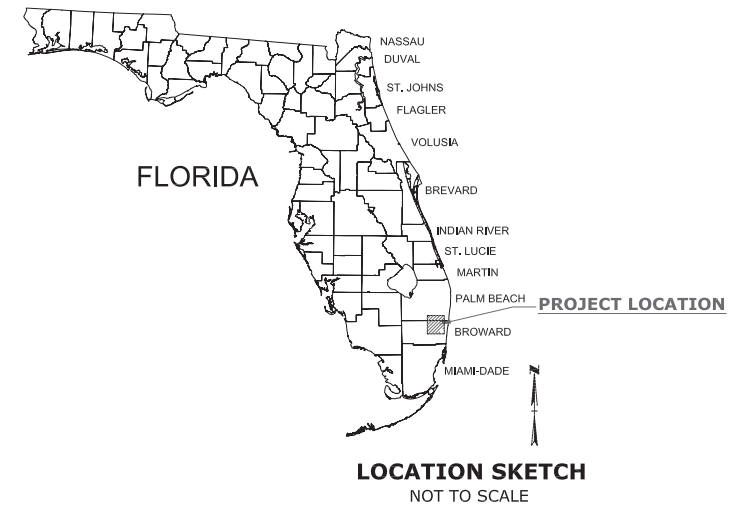 NASSAU
DUVAL
ST. JOHNS
FLAGLER
VOLUSIA
FLORIDA
BREVARD
INDIAN RIVER
ST. LUCIE
MARTIN
PALM BEACH
PROJECT LOCATION
BROWARD
MIAMI-DADE
N
LOCATION SKETCH
NOT TO SCALE